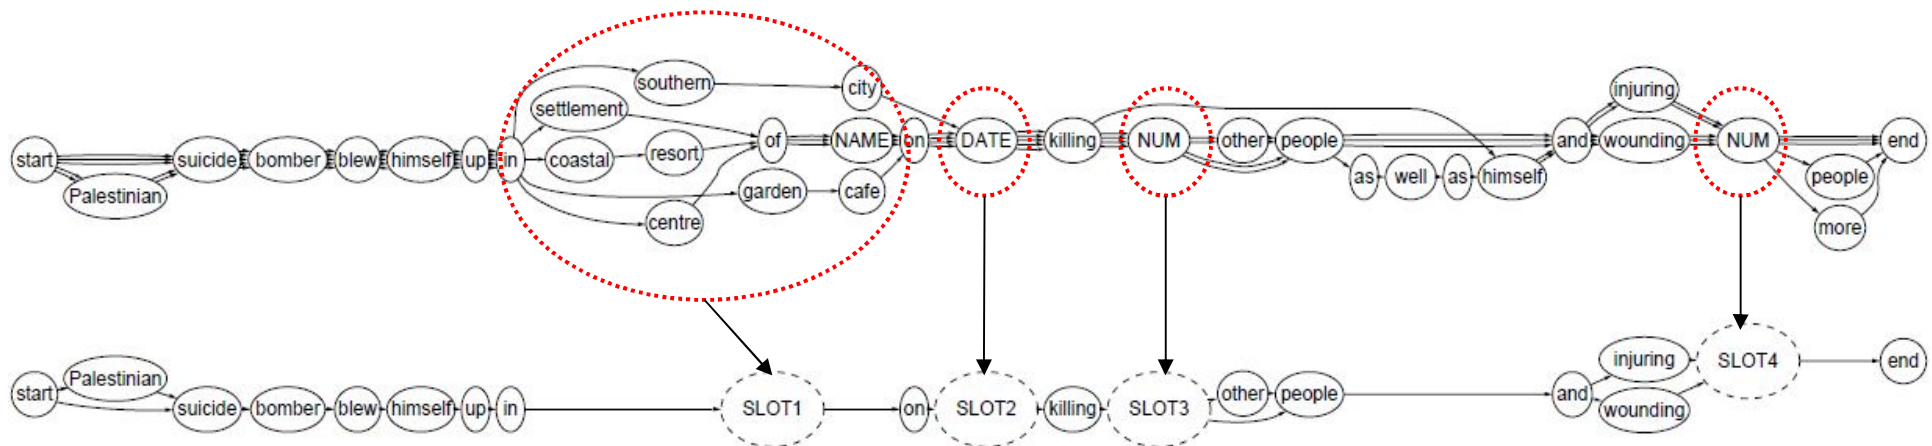 southern
city
injuring
settlement
start
suicide
bomber
blew
himself
up
in
coastal
resort
of
NAME
on
DATE
killing
NUM
other
people
and
wounding
NUM
end
Palestinian
garden
cafe
as
well
as
himself
people
centre
more
Palestinian
injuring
SLOT4
end
start
other
people
and
suicide
bomber
blew
himself
up
in
SLOT1
on
SLOT2
killing
SLOT3
wounding